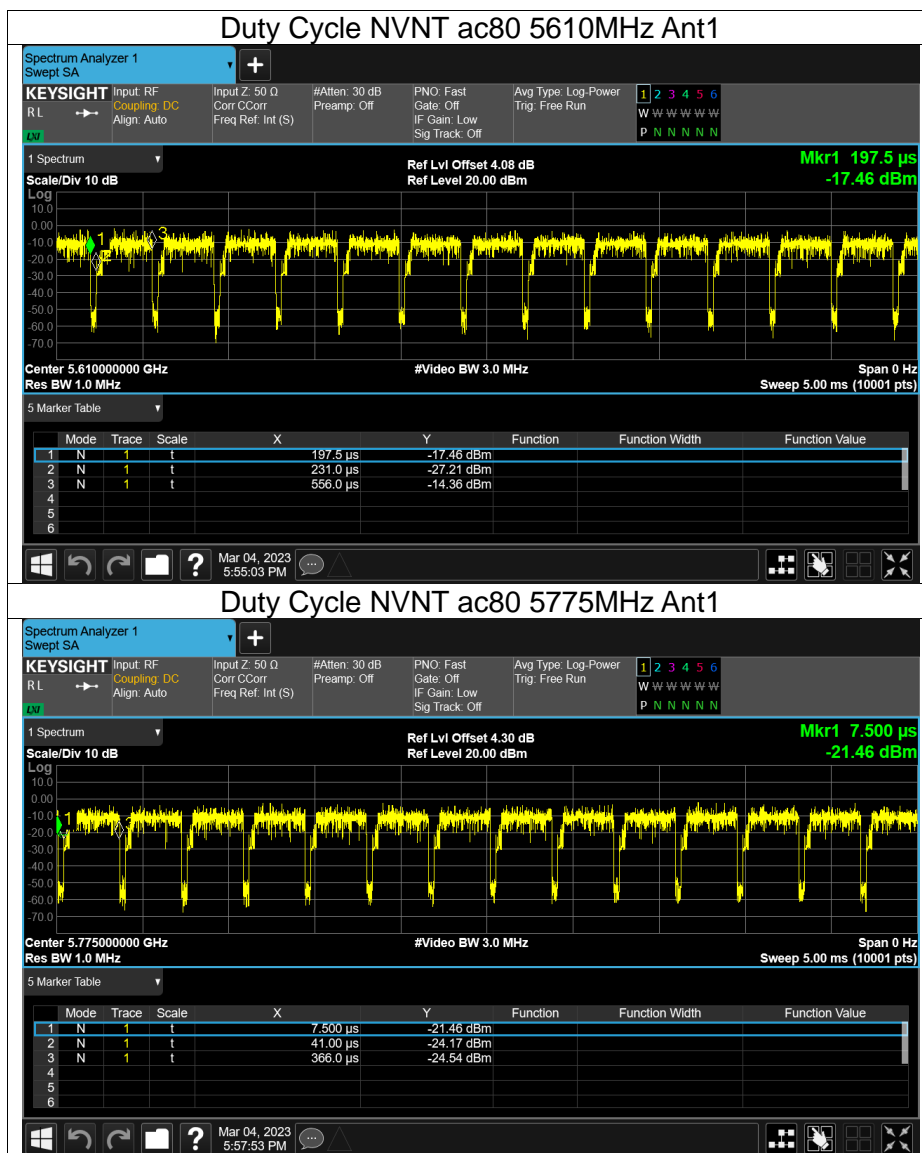 Duty Cycle NVNT ac80 5610MHz Ant1
Spectrum Analyzer 1
Swept SA
+
KEYSIGHT Input: RF Input Z: 50 Ω #Atten: 30 dB PNO: Fast Avg Type: Log-Power 1 2 3 4 5 6
RL Coupling: DC Corr CCorr Preamp: Off Gate: Off Trig: Free Run W W W W W W
Align: Auto Freq Ref: Int (S) IF Gain: Low
LXI Sig Track: Off P N N N N N
1 Spectrum Ref Lvl Offset 4.08 dB Mkr1 197.5 µs
Scale/Div 10 dB Ref Level 20.00 dBm -17.46 dBm
Log
10.0
0.00
-10.0
-20.0
-30.0
-40.0
-50.0
-60.0
-70.0
1 2 3
Center 5.610000000 GHz #Video BW 3.0 MHz Span 0 Hz
Res BW 1.0 MHz Sweep 5.00 ms (10001 pts)
5 Marker Table
Mode Trace Scale X Y Function Function Width Function Value
1 N 1 t 197.5 µs -17.46 dBm
2 N 1 t 231.0 µs -27.21 dBm
3 N 1 t 556.0 µs -14.36 dBm
4
5
6
? Mar 04, 2023
5:55:03 PM
Duty Cycle NVNT ac80 5775MHz Ant1
Spectrum Analyzer 1
Swept SA
+
KEYSIGHT Input: RF Input Z: 50 Ω #Atten: 30 dB PNO: Fast Avg Type: Log-Power 1 2 3 4 5 6
RL Coupling: DC Corr CCorr Preamp: Off Gate: Off Trig: Free Run W W W W W W
Align: Auto Freq Ref: Int (S) IF Gain: Low
LXI Sig Track: Off P N N N N N
1 Spectrum Ref Lvl Offset 4.30 dB Mkr1 7.500 µs
Scale/Div 10 dB Ref Level 20.00 dBm -21.46 dBm
Log
10.0
0.00
-10.0
-20.0
-30.0
-40.0
-50.0
-60.0
-70.0
1
Center 5.775000000 GHz #Video BW 3.0 MHz Span 0 Hz
Res BW 1.0 MHz Sweep 5.00 ms (10001 pts)
5 Marker Table
Mode Trace Scale X Y Function Function Width Function Value
1 N 1 t 7.500 µs -21.46 dBm
2 N 1 t 41.00 µs -24.17 dBm
3 N 1 t 366.0 µs -24.54 dBm
4
5
6
? Mar 04, 2023
5:57:53 PM